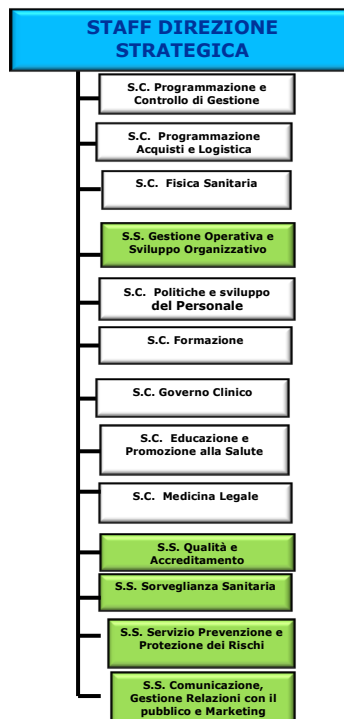 STAFF DIREZIONE
STRATEGICA
S.C. Programmazione e
Controllo di Gestione
S.C. Programmazione
Acquisti e Logistica
S.C. Fisica Sanitaria
S.S. Gestione Operativa e
Sviluppo Organizzativo
S.C. Politiche e sviluppo
del Personale
S.C. Formazione
S.C. Governo Clinico
S.C. Educazione e
Promozione alla Salute
S.C. Medicina Legale
S.S. Qualità e
Accreditamento
S.S. Sorveglianza Sanitaria
S.S. Servizio Prevenzione e
Protezione dei Rischi
S.S. Comunicazione,
Gestione Relazioni con il
pubblico e Marketing